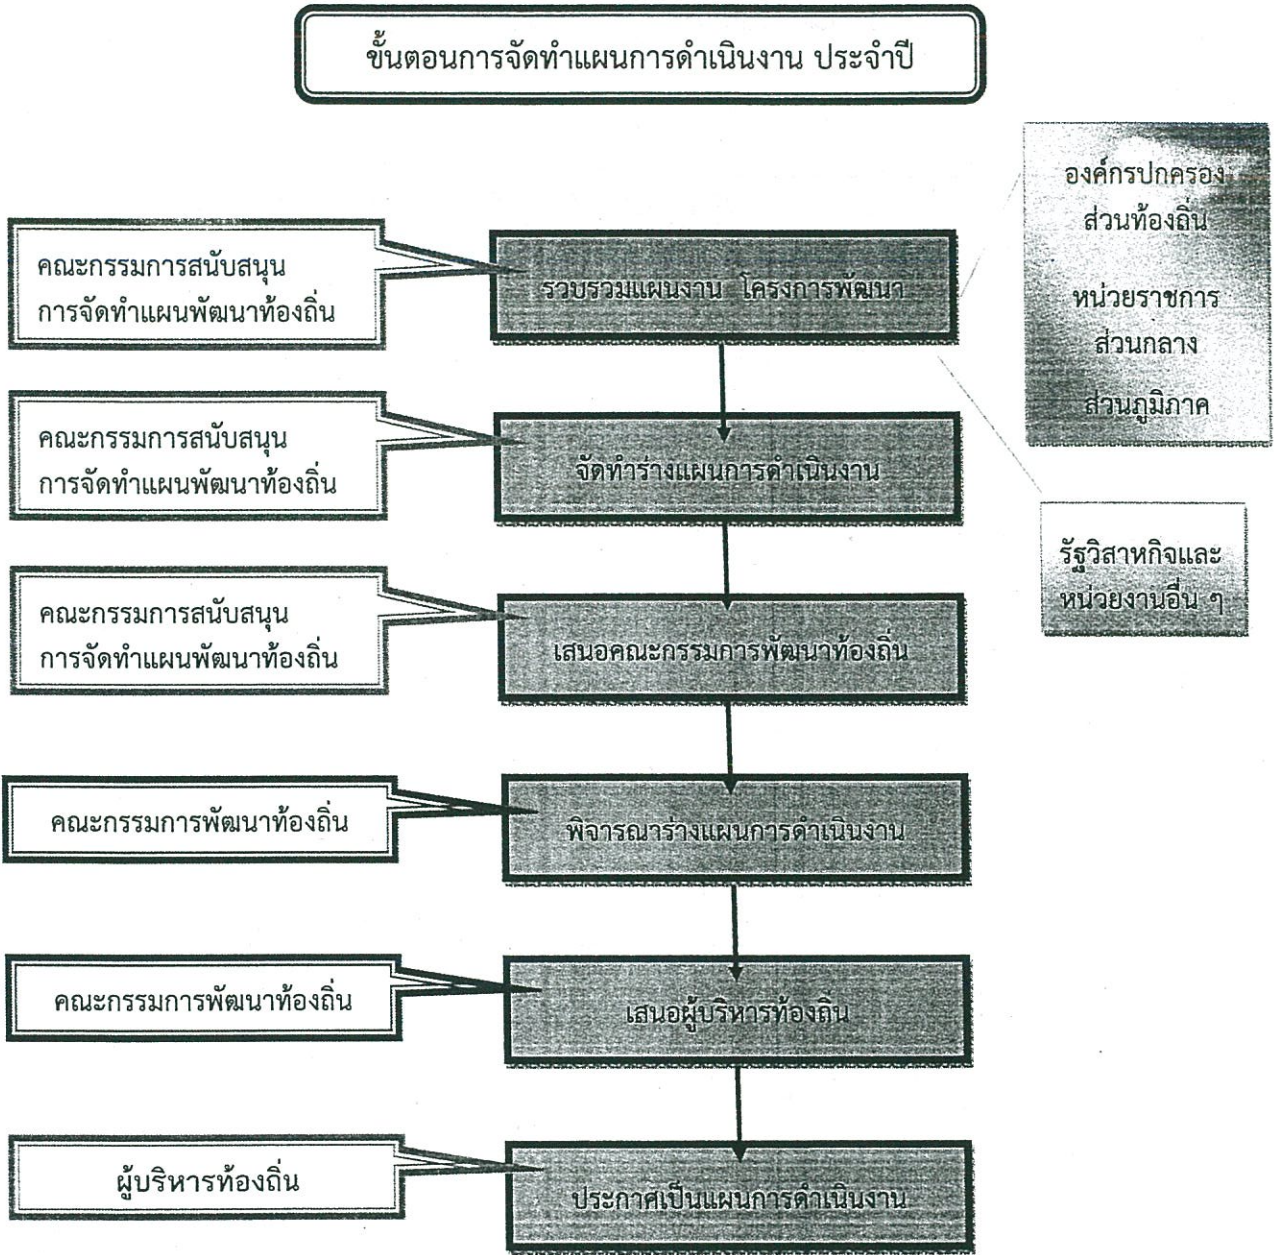 ขั้นตอนการจัดทำแผนการดำเนินงาน ประจำปี
คณะกรรมการสนับสนุน
การจัดทำแผนพัฒนาท้องถิ่น
รวบรวมแผนงาน โครงการพัฒนา
องค์กรปกครอง
ส่วนท้องถิ่น
หน่วยราชการ
ส่วนกลาง
ส่วนภูมิภาค
คณะกรรมการสนับสนุน
การจัดทำแผนพัฒนาท้องถิ่น
จัดทำร่างแผนการดำเนินงาน
รัฐวิสาหกิจและ
หน่วยงานอื่น ๆ
คณะกรรมการสนับสนุน
การจัดทำแผนพัฒนาท้องถิ่น
เสนอคณะกรรมการพัฒนาท้องถิ่น
คณะกรรมการพัฒนาท้องถิ่น
พิจารณาร่างแผนการดำเนินงาน
คณะกรรมการพัฒนาท้องถิ่น
เสนอผู้บริหารท้องถิ่น
ผู้บริหารท้องถิ่น
ประกาศเป็นแผนการดำเนินงาน